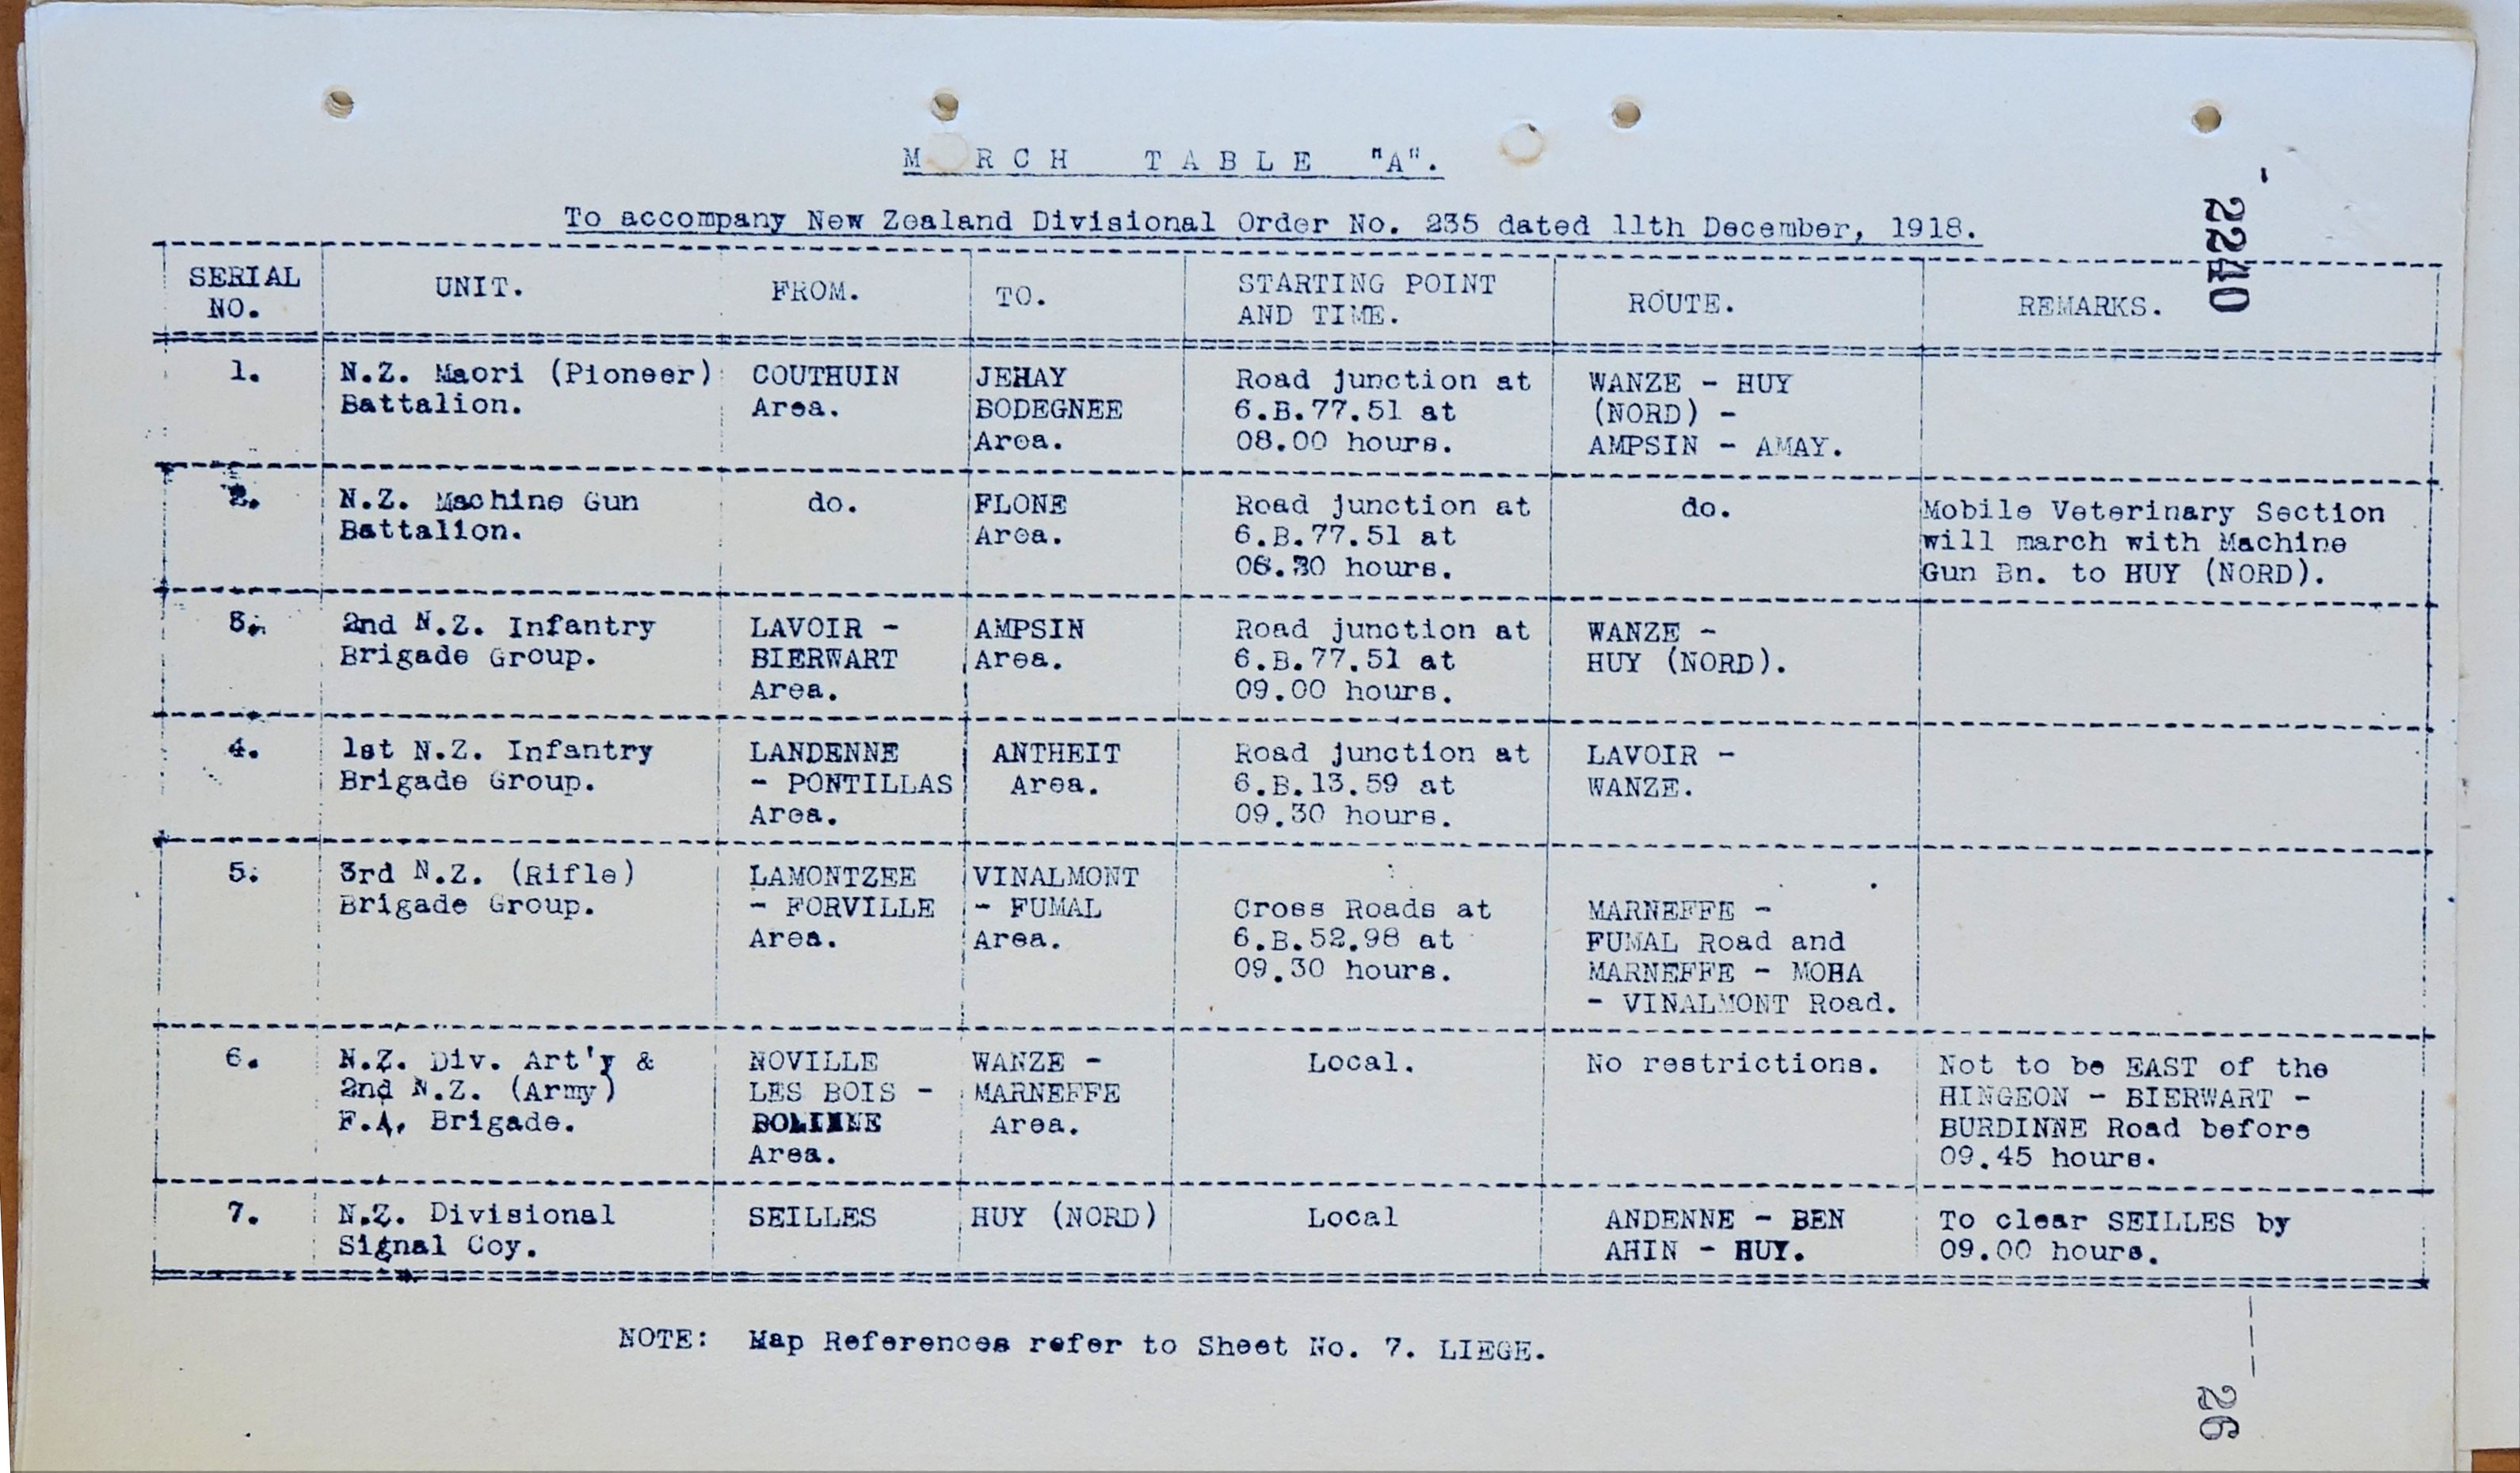 M RCH TABLE "A".
To accompany New Zealand Divisional Order No. 235 dated 11th December, 1918.
2240
SERIAL
NO.
UNIT.
FROM.
TO.
STARTING POINT
AND TIME.
ROUTE.
REMARKS.
1.
N.Z. Maori (Pioneer)
Battalion.
COUTHUIN
Area.
JEHAY
BODEGNEE
Area.
Road junction at
6.B.77.51 at
08.00 hours.
WANZE - HUY
(NORD) -
AMPSIN - AMAY.
2.
N.Z. Machine Gun
Battalion.
do.
FLONE
Area.
Road junction at
6.B.77.51 at
08.30 hours.
do.
Mobile Veterinary Section
will march with Machine
Gun Bn. to HUY (NORD).
3.
2nd N.Z. Infantry
Brigade Group.
LAVOIR -
BIERWART
Area.
AMPSIN
Area.
Road junction at
6.B.77.51 at
09.00 hours.
WANZE -
HUY (NORD).
4.
1st N.Z. Infantry
Brigade Group.
LANDENNE
- PONTILLAS
Area.
ANTHEIT
Area.
Road junction at
6.B.13.59 at
09.30 hours.
LAVOIR -
WANZE.
5.
3rd N.Z. (Rifle)
Brigade Group.
LAMONTZEE
- FORVILLE
Area.
VINALMONT
- FUMAL
Area.
Cross Roads at
6.B.52.98 at
09.30 hours.
MARNEFFE -
FUMAL Road and
MARNEFFE - MOHA
- VINALMONT Road.
6.
N.Z. Div. Art'y &
2nd N.Z. (Army)
F.A. Brigade.
NOVILLE
LES BOIS -
BOLINNE
Area.
WANZE -
MARNEFFE
Area.
Local.
No restrictions.
Not to be EAST of the
HINGEON - BIERWART -
BURDINNE Road before
09.45 hours.
7.
N.Z. Divisional
Signal Coy.
SEILLES
HUY (NORD)
Local
ANDENNE - BEN
AHIN - HUY.
To clear SEILLES by
09.00 hours.
NOTE: Map References refer to Sheet No. 7. LIEGE.
26